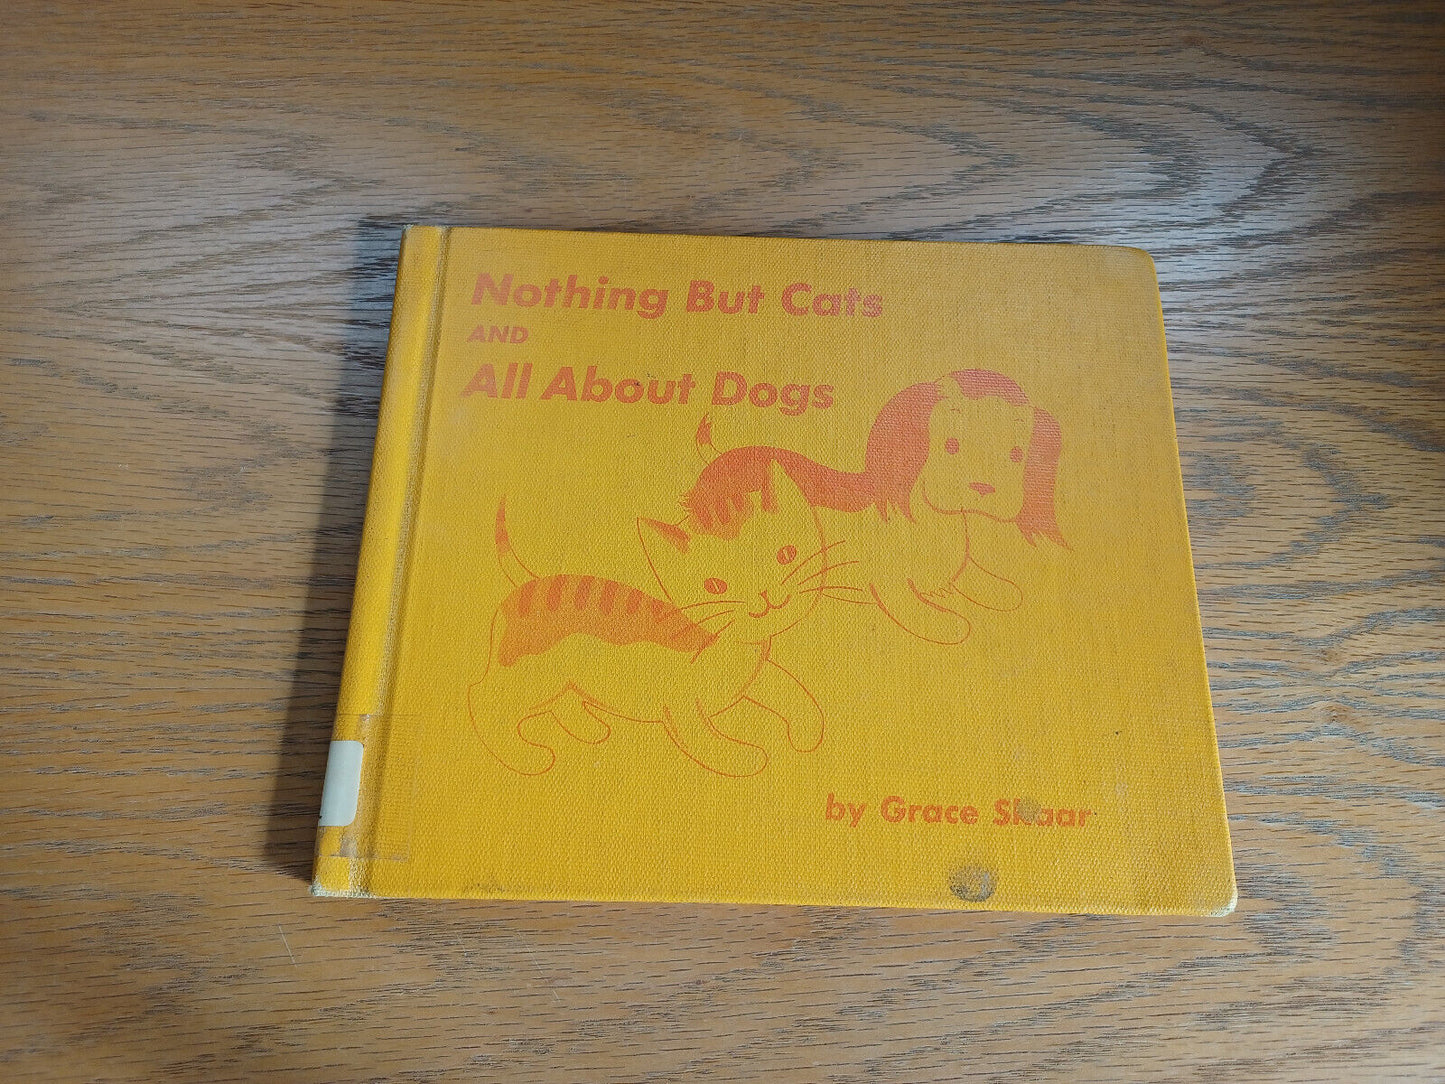 Nothing But Cats
AND
All About Dogs
by Grace Skaar